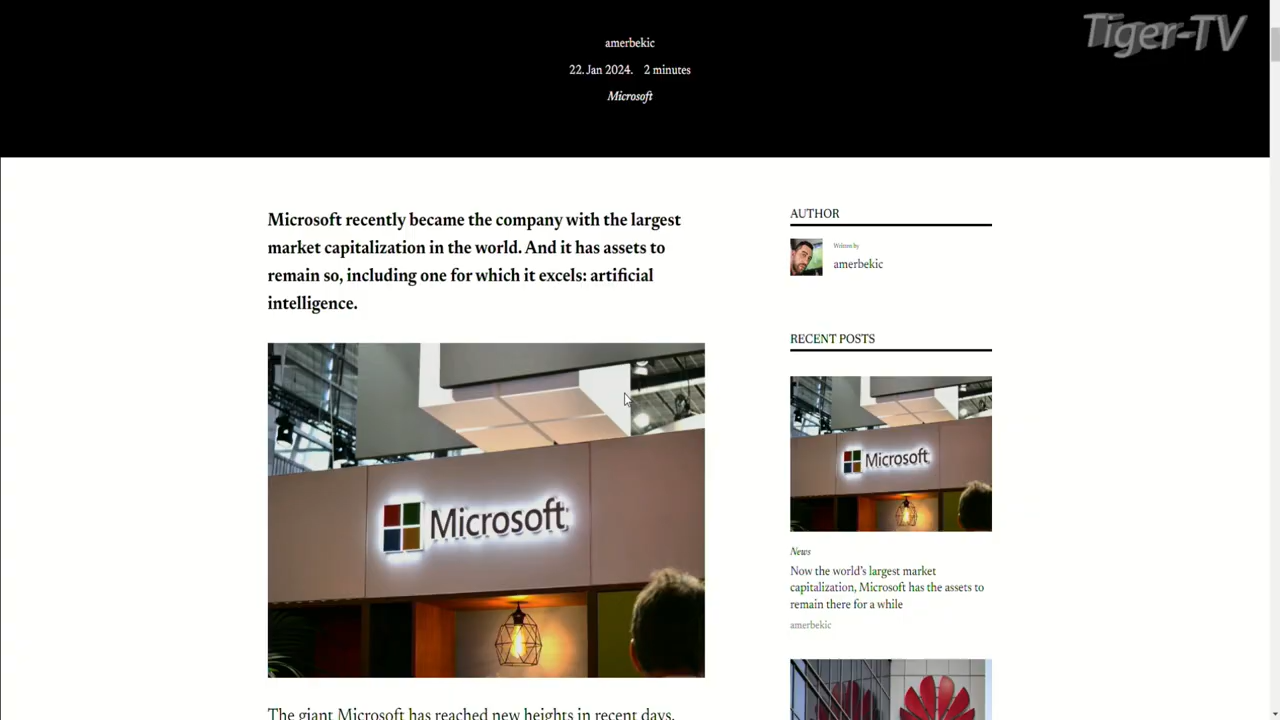 Tiger-TV
amerbekic
22. Jan 2024. 2 minutes
Microsoft
Microsoft recently became the company with the largest
market capitalization in the world. And it has assets to
remain so, including one for which it excels: artificial
intelligence.
Microsoft
The giant Microsoft has reached new heights in recent days,
AUTHOR
Written by
amerbekic
RECENT POSTS
Microsoft
News
Now the world's largest market
capitalization, Microsoft has the assets to
remain there for a while
amerbekic